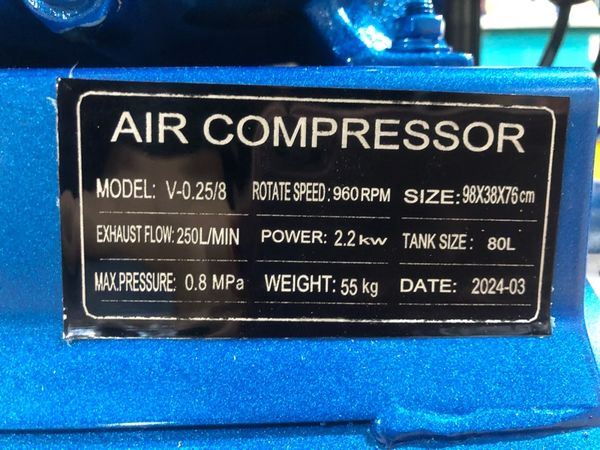 AIR COMPRESSOR
MODEL: V-0.25/8 ROTATE SPEED: 960 RPM SIZE: 98X38X76 cm
EXHAUST FLOW: 250L/MIN POWER: 2.2 kw TANK SIZE: 80L
MAX.PRESSURE: 0.8 MPa WEIGHT: 55 kg DATE: 2024-03